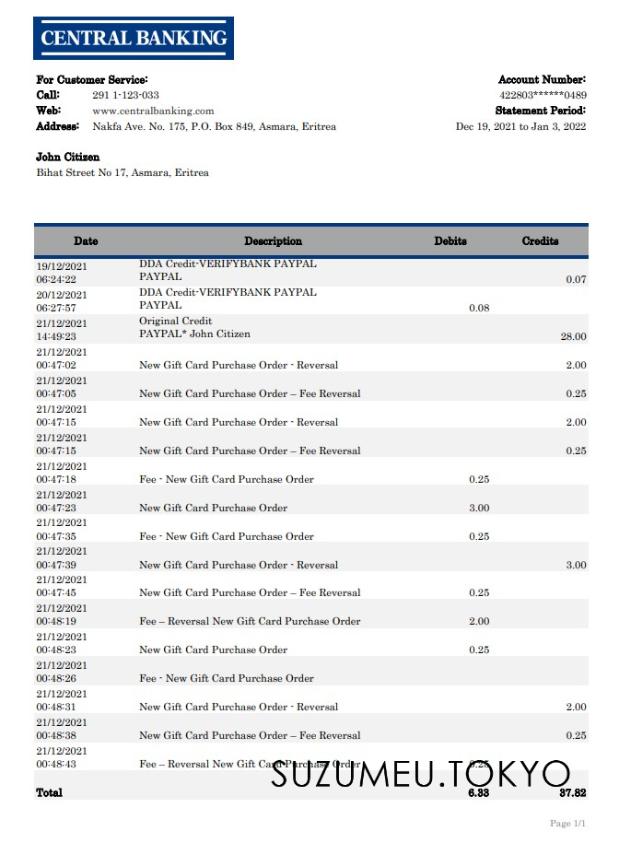 CENTRAL BANKING
For Customer Service:
Call: 291 1-123-033
Web: www.centralbanking.com
Address: Nakfa Ave. No. 175, P.O. Box 849, Asmara, Eritrea
Account Number:
422803******0489
Statement Period:
Dec 19, 2021 to Jan 3, 2022
John Citizen
Bihat Street No 17, Asmara, Eritrea
Date Description Debits Credits
19/12/2021 DDA Credit-VERIFYBANK PAYPAL
06:24:22 PAYPAL 0.07
20/12/2021 DDA Credit-VERIFYBANK PAYPAL
06:27:57 PAYPAL 0.08
21/12/2021 Original Credit
14:49:23 PAYPAL* John Citizen 28.00
21/12/2021
00:47:02 New Gift Card Purchase Order - Reversal 2.00
21/12/2021
00:47:05 New Gift Card Purchase Order – Fee Reversal 0.25
21/12/2021
00:47:15 New Gift Card Purchase Order - Reversal 2.00
21/12/2021
00:47:15 New Gift Card Purchase Order – Fee Reversal 0.25
21/12/2021
00:47:18 Fee - New Gift Card Purchase Order 0.25
21/12/2021
00:47:23 New Gift Card Purchase Order 3.00
21/12/2021
00:47:35 Fee - New Gift Card Purchase Order 0.25
21/12/2021
00:47:39 New Gift Card Purchase Order - Reversal 3.00
21/12/2021
00:47:45 New Gift Card Purchase Order – Fee Reversal 0.25
21/12/2021
00:48:19 Fee – Reversal New Gift Card Purchase Order 2.00
21/12/2021
00:48:23 New Gift Card Purchase Order 0.25
21/12/2021
00:48:26 Fee - New Gift Card Purchase Order
21/12/2021
00:48:31 New Gift Card Purchase Order - Reversal 2.00
21/12/2021
00:48:38 New Gift Card Purchase Order – Fee Reversal 0.25
21/12/2021
00:48:43 Fee – Reversal New Gift Card Purchase Order 0.25
SUZUMEU.TOKYO
Total 6.33 37.82
Page 1/1